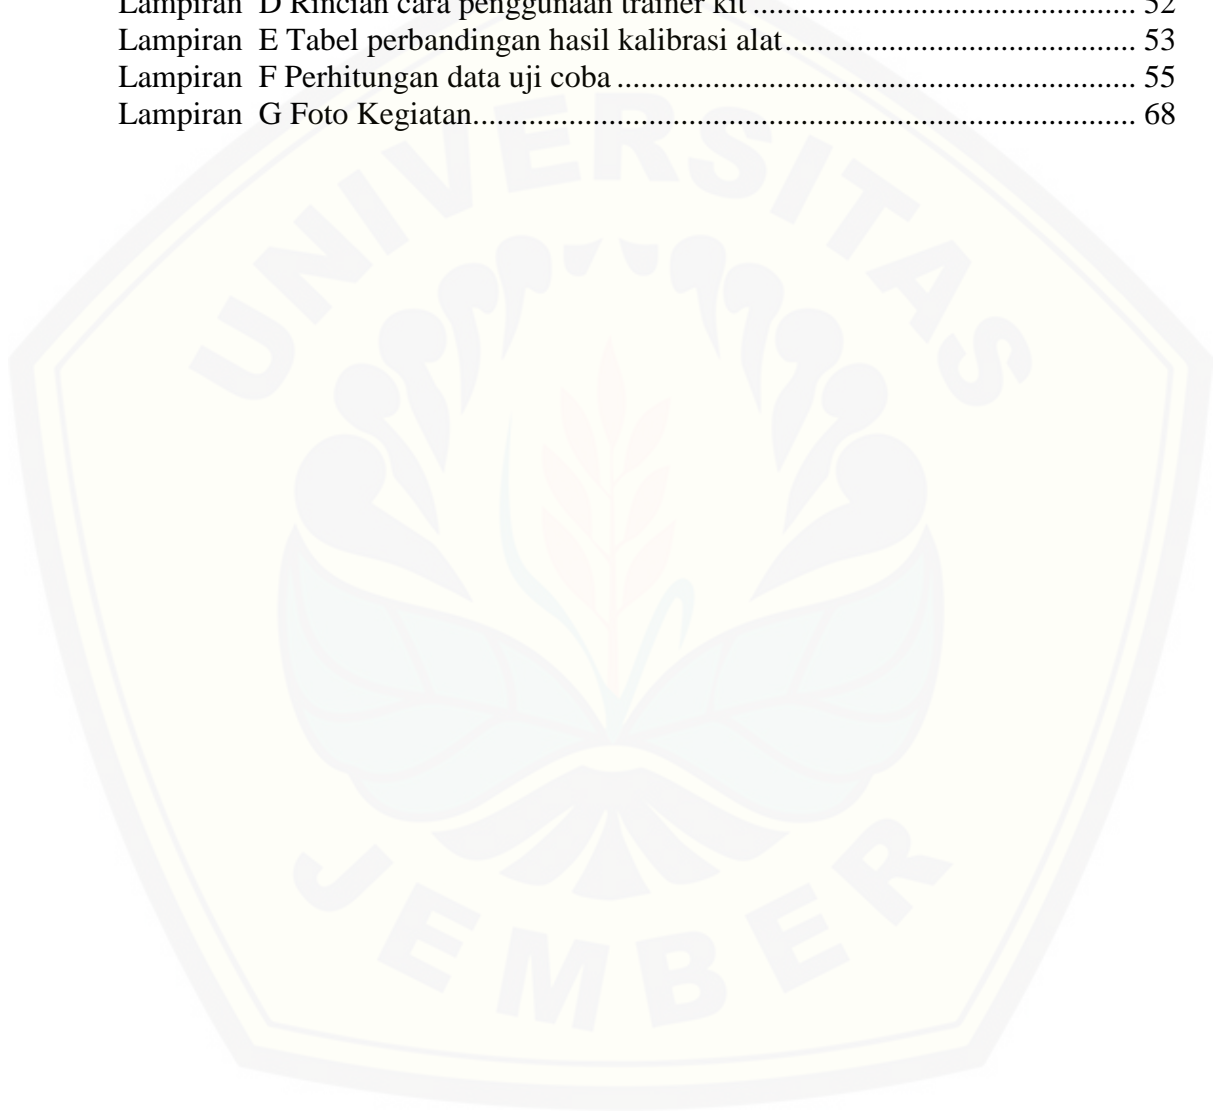 Lampiran D Rincian cara penggunaan trainer kit .............................................. 52
Lampiran E Tabel perbandingan hasil kalibrasi alat.......................................... 53
Lampiran F Perhitungan data uji coba .............................................................. 55
Lampiran G Foto Kegiatan................................................................................ 68
UNIVERSITAS
JEMBER